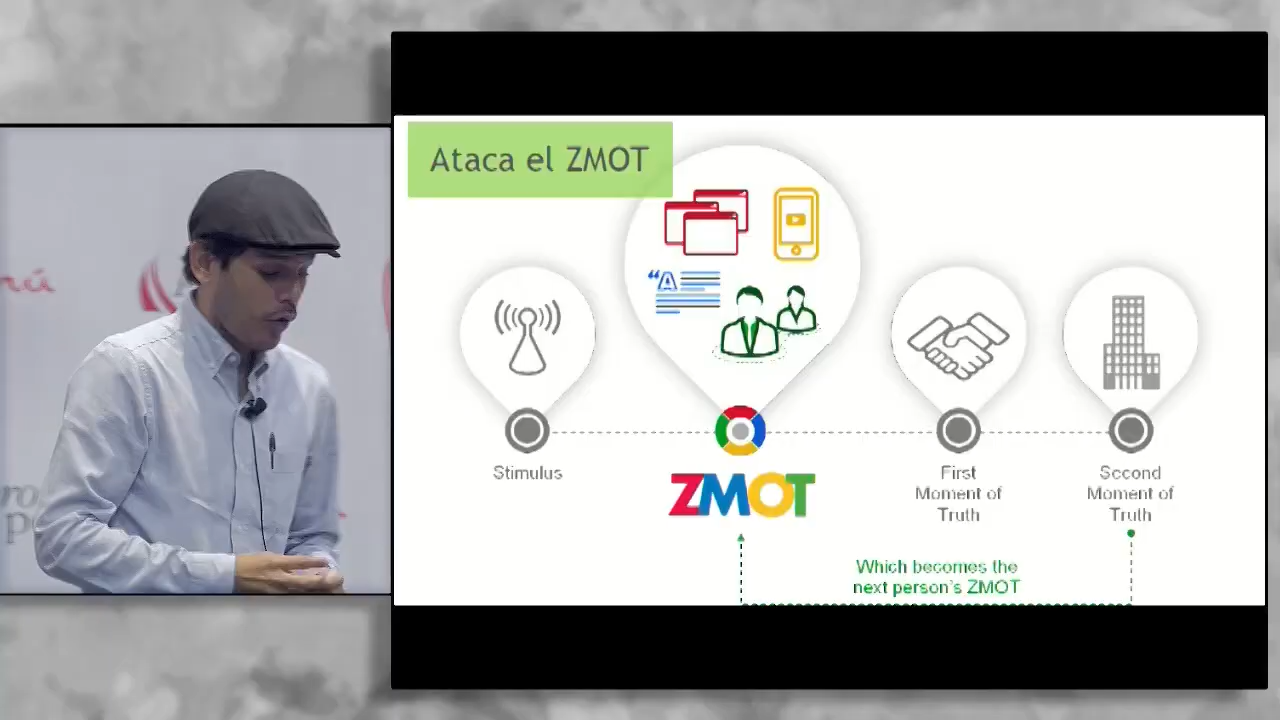 Ataca el ZMOT
Stimulus
ZMOT
First
Moment of
Truth
Second
Moment of
Truth
Which becomes the
next person's ZMOT